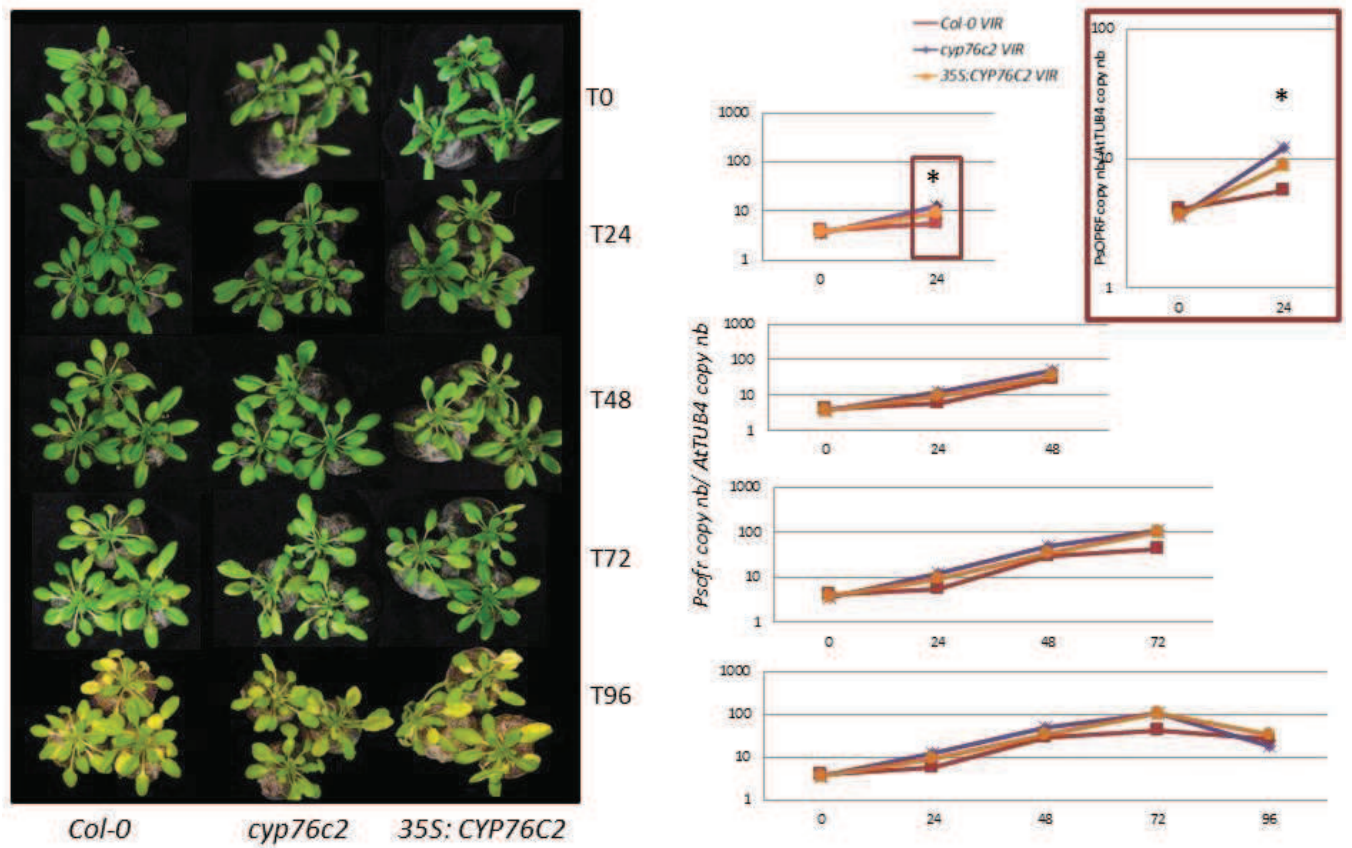 T0
T24
T48
T72
T96
Col-0 cyp76c2 35S: CYP76C2
Col-0 VIR
cyp76c2 VIR
35S:CYP76C2 VIR
1000
100
10
1
*
0 24
PsOPRF copy nb/AtTUB4 copy nb
100
10
1
*
0 24
Psofr copy nb/ AtTUB4 copy nb
1000
100
10
1
0 24 48
1000
100
10
1
0 24 48 72
1000
100
10
1
0 24 48 72 96